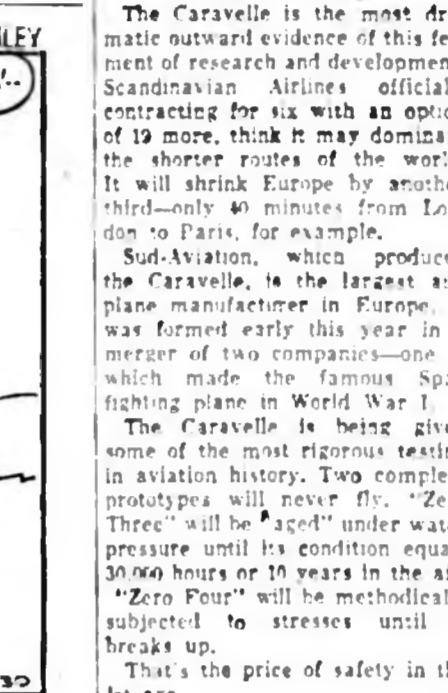 LEY
The Caravelle is the most dr
matic outward evidence of this fe
ment of research and developmen
Scandinavian Airlines official
contracting for six with an optio
of 19 more, think it may domina
the shorter routes of the worl
It will shrink Europe by anothe
third—only 40 minutes from Lo
don to Paris, for example.
Sud-Aviation, which produce
the Caravelle, is the largest a
plane manufacturer in Europe.
was formed early this year in
merger of two companies—one
which made the famous Spa
fighting plane in World War I.
The Caravelle is being give
some of the most rigorous testin
in aviation history. Two comple
prototypes will never fly. "Ze
Three" will be "aged" under wat
pressure until its condition equa
30,000 hours or 10 years in the a
"Zero Four" will be methodical
subjected to stresses until
breaks up.
That's the price of safety in t